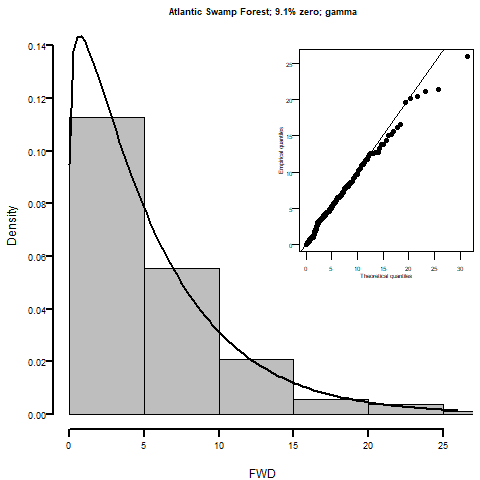 Atlantic Swamp Forest; 9.1% zero; gamma
0.14
0.12
0.10
0.08
0.06
0.04
0.02
0.00
Density
0 5 10 15 20 25
FWD
25
20
15
10
5
0
Empirical quantiles
0 5 10 15 20 25 30
Theoretical quantiles